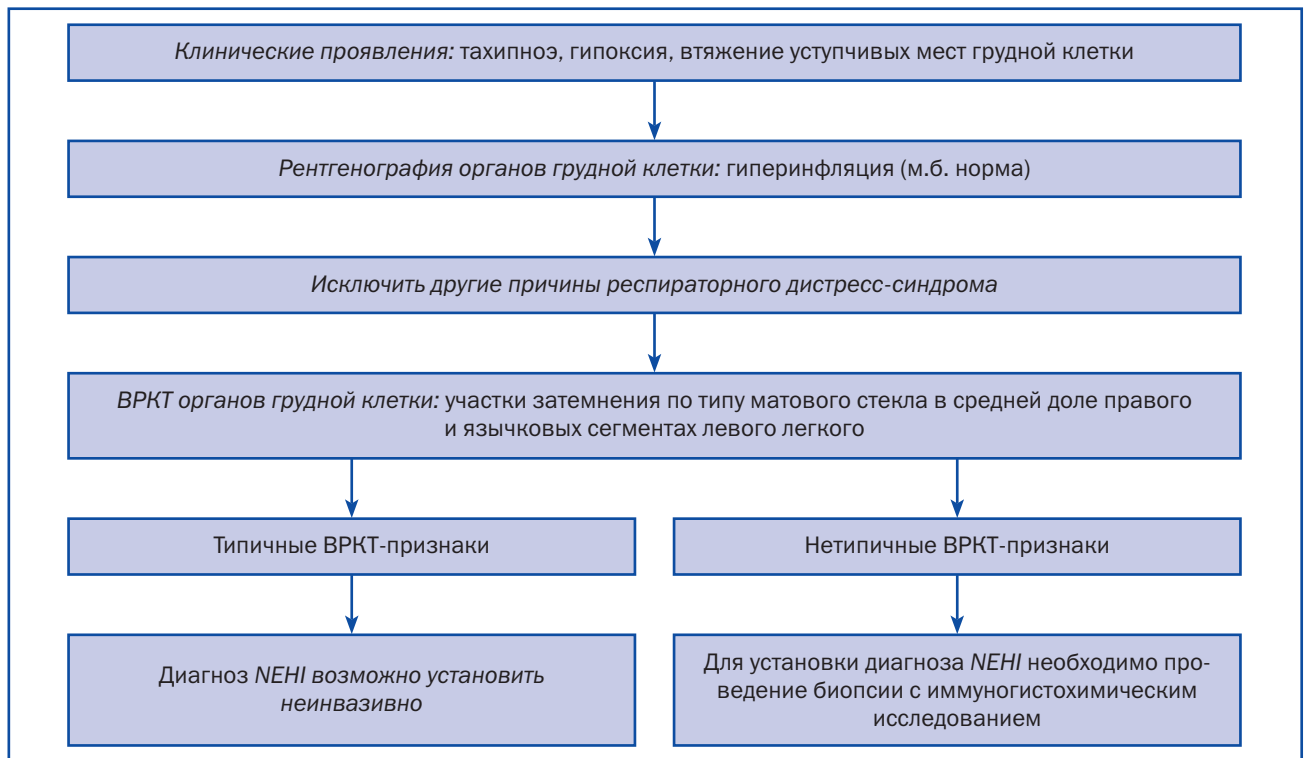 Клинические проявления: тахипноэ, гипоксия, втяжение уступчивых мест грудной клетки
Рентгенография органов грудной клетки: гиперинфляция (м.б. норма)
Исключить другие причины респираторного дистресс-синдрома
ВРКТ органов грудной клетки: участки затемнения по типу матового стекла в средней доле правого
и язычковых сегментах левого легкого
Типичные ВРКТ-признаки
Нетипичные ВРКТ-признаки
Диагноз NEHI возможно установить
неинвазивно
Для установки диагноза NEHI необходимо про-
ведение биопсии с иммуногистохимическим
исследованием